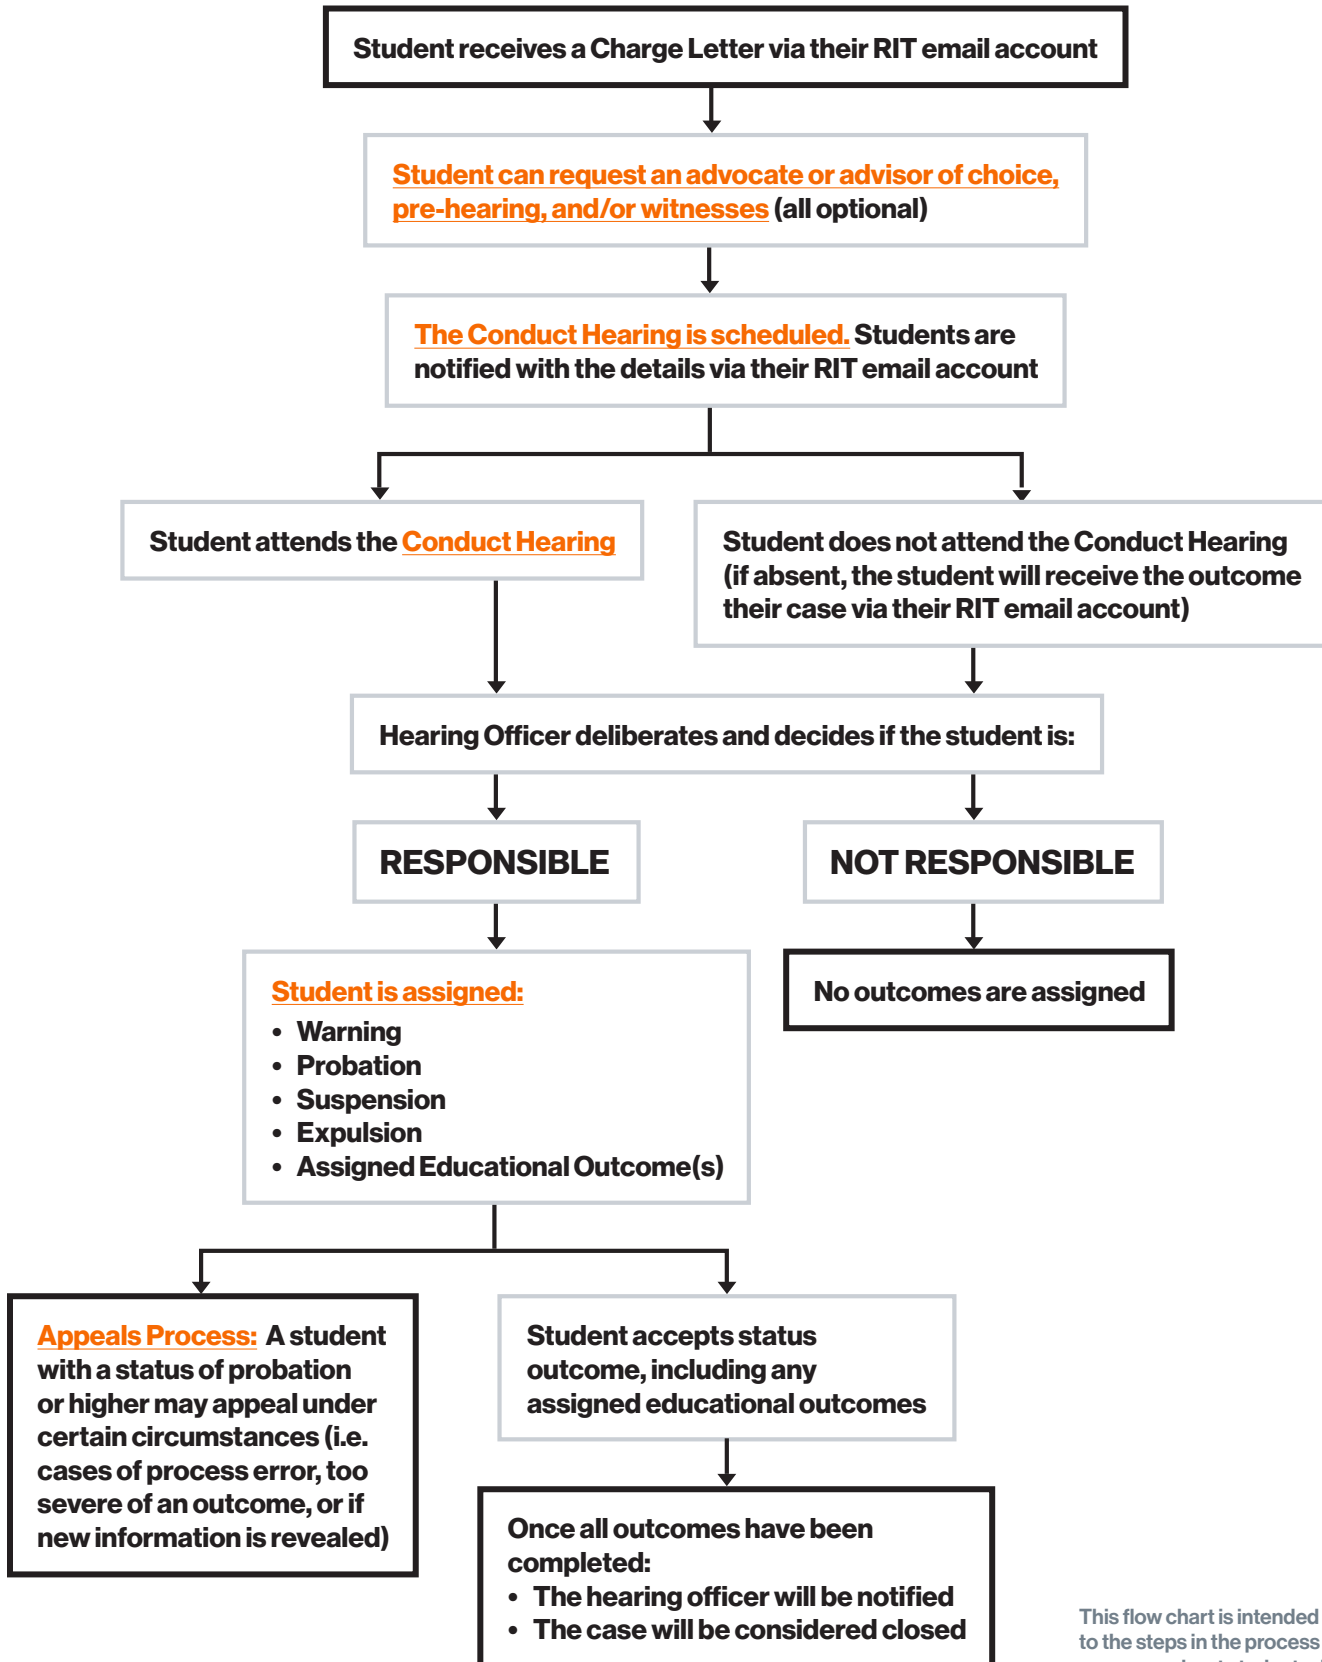 Student receives a Charge Letter via their RIT email account
Student can request an advocate or advisor of choice,
pre-hearing, and/or witnesses (all optional)
The Conduct Hearing is scheduled. Students are
notified with the details via their RIT email account
Student attends the Conduct Hearing
Student does not attend the Conduct Hearing
(if absent, the student will receive the outcome
their case via their RIT email account)
Hearing Officer deliberates and decides if the student is:
RESPONSIBLE
NOT RESPONSIBLE
Student is assigned:
• Warning
• Probation
• Suspension
• Expulsion
• Assigned Educational Outcome(s)
No outcomes are assigned
Appeals Process: A student
with a status of probation
or higher may appeal under
certain circumstances (i.e.
cases of process error, too
severe of an outcome, or if
new information is revealed)
Student accepts status
outcome, including any
assigned educational outcomes
Once all outcomes have been
completed:
• The hearing officer will be notified
• The case will be considered closed
This flow chart is intended
to the steps in the process